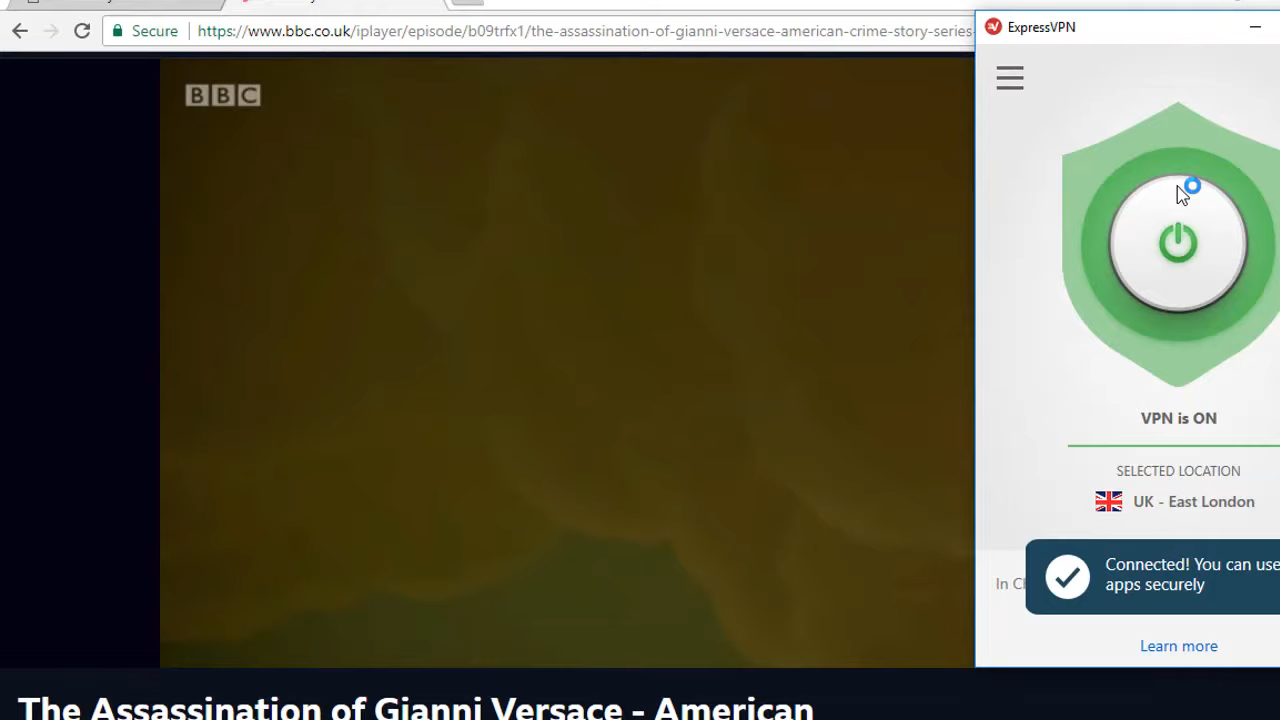 Secure https://www.bbc.co.uk/iplayer/episode/b09trfx1/the-assassination-of-gianni-versace-american-crime-story-series-
ExpressVPN
BBC
VPN is ON
SELECTED LOCATION
UK - East London
Connected! You can use
apps securely
In
Learn more
The Assassination of Gianni Versace - American